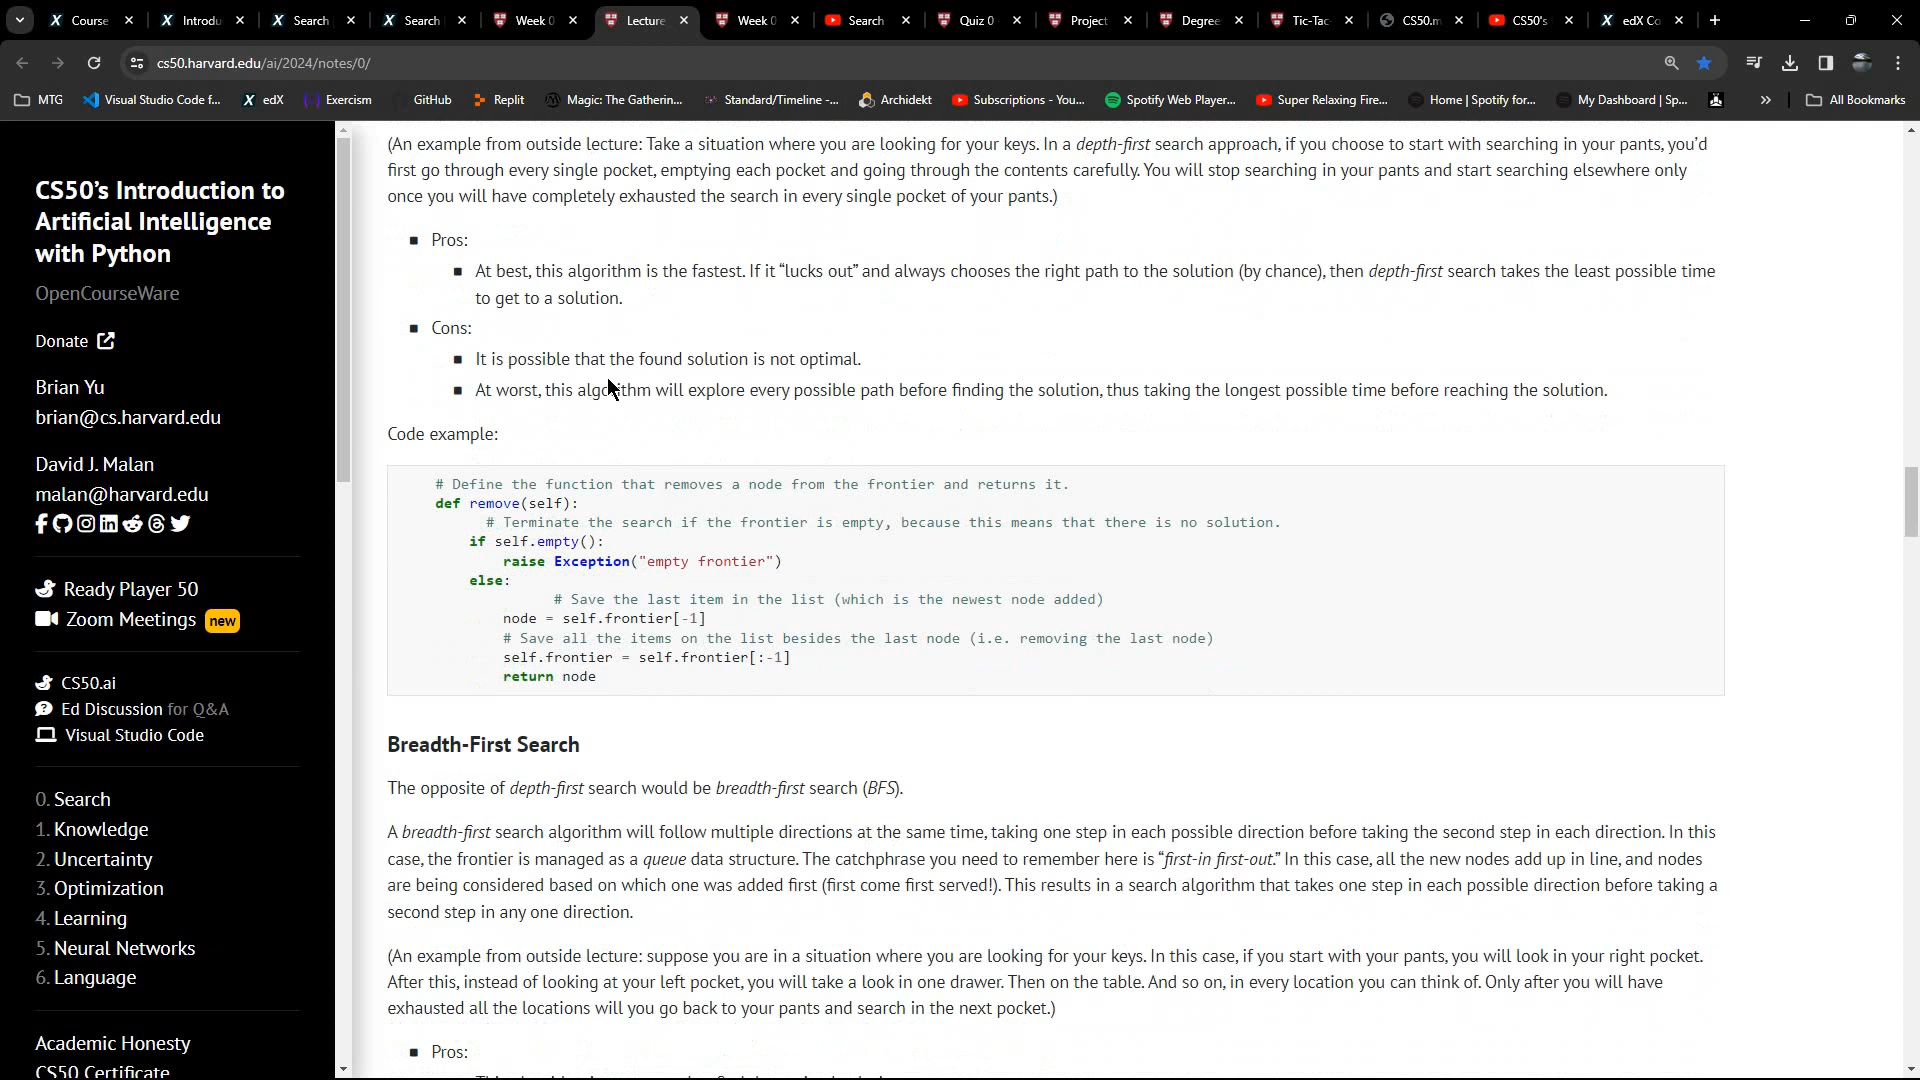 Course
Introdu
Search
Search
Week 0
Lecture
Week 0
Search
Quiz 0
Project
Degree
Tic-Tac
CS50.m
CS50's
edX Co
cs50.harvard.edu/ai/2024/notes/0/
MTG
Visual Studio Code f...
edX
Exercism
GitHub
Replit
Magic: The Gatherin...
Standard/Timeline -...
Archidekt
Subscriptions - You...
Spotify Web Player...
Super Relaxing Fire...
Home | Spotify for...
My Dashboard | Sp...
All Bookmarks
CS50’s Introduction to
Artificial Intelligence
with Python
OpenCourseWare
Donate
Brian Yu
brian@cs.harvard.edu
David J. Malan
malan@harvard.edu
Ready Player 50
Zoom Meetings new
CS50.ai
Ed Discussion for Q&A
Visual Studio Code
0. Search
1. Knowledge
2. Uncertainty
3. Optimization
4. Learning
5. Neural Networks
6. Language
Academic Honesty
CS50 Certificate
(An example from outside lecture: Take a situation where you are looking for your keys. In a depth-first search approach, if you choose to start with searching in your pants, you’d
first go through every single pocket, emptying each pocket and going through the contents carefully. You will stop searching in your pants and start searching elsewhere only
once you will have completely exhausted the search in every single pocket of your pants.)
Pros:
At best, this algorithm is the fastest. If it “lucks out” and always chooses the right path to the solution (by chance), then depth-first search takes the least possible time
to get to a solution.
Cons:
It is possible that the found solution is not optimal.
At worst, this algorithm will explore every possible path before finding the solution, thus taking the longest possible time before reaching the solution.
Code example:
# Define the function that removes a node from the frontier and returns it.
def remove(self):
# Terminate the search if the frontier is empty, because this means that there is no solution.
if self.empty():
raise Exception("empty frontier")
else:
# Save the last item in the list (which is the newest node added)
node = self.frontier[-1]
# Save all the items on the list besides the last node (i.e. removing the last node)
self.frontier = self.frontier[:-1]
return node
Breadth-First Search
The opposite of depth-first search would be breadth-first search (BFS).
A breadth-first search algorithm will follow multiple directions at the same time, taking one step in each possible direction before taking the second step in each direction. In this
case, the frontier is managed as a queue data structure. The catchphrase you need to remember here is “first-in first-out.” In this case, all the new nodes add up in line, and nodes
are being considered based on which one was added first (first come first served!). This results in a search algorithm that takes one step in each possible direction before taking a
second step in any one direction.
(An example from outside lecture: suppose you are in a situation where you are looking for your keys. In this case, if you start with your pants, you will look in your right pocket.
After this, instead of looking at your left pocket, you will take a look in one drawer. Then on the table. And so on, in every location you can think of. Only after you will have
exhausted all the locations will you go back to your pants and search in the next pocket.)
Pros: